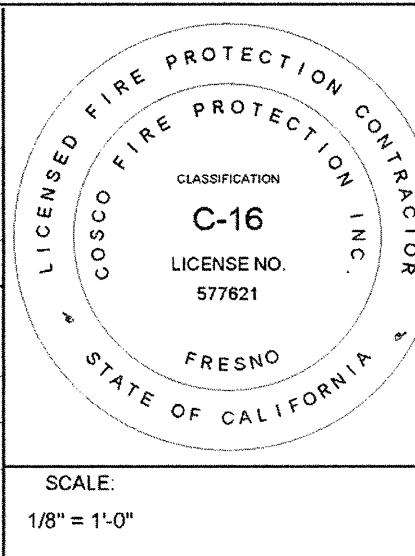 LICENSED FIRE PROTECTION CONTRACTOR
COSCO FIRE PROTECTION INC.
CLASSIFICATION
C-16
LICENSE NO.
577621
FRESNO
STATE OF CALIFORNIA
SCALE:
1/8" = 1'-0"